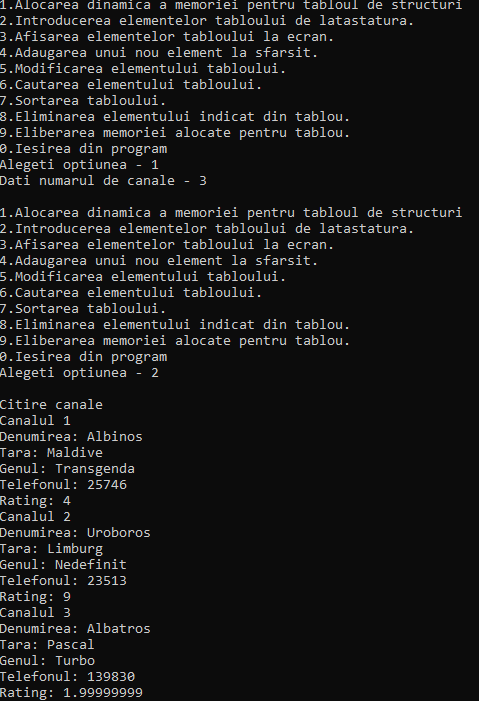 1.Alocarea dinamica a memoriei pentru tabloul de structuri
2.Introducerea elementelor tabloului de latastatura.
3.Afisarea elementelor tabloului la ecran.
4.Adaugarea unui nou element la sfarsit.
5.Modificarea elementului tabloului.
6.Cautarea elementului tabloului.
7.Sortarea tabloului.
8.Eliminarea elementului indicat din tablou.
9.Eliberarea memoriei alocate pentru tablou.
0.Iesirea din program
Alegeti optiunea - 1
Dati numarul de canale - 3
1.Alocarea dinamica a memoriei pentru tabloul de structuri
2.Introducerea elementelor tabloului de latastatura.
3.Afisarea elementelor tabloului la ecran.
4.Adaugarea unui nou element la sfarsit.
5.Modificarea elementului tabloului.
6.Cautarea elementului tabloului.
7.Sortarea tabloului.
8.Eliminarea elementului indicat din tablou.
9.Eliberarea memoriei alocate pentru tablou.
0.Iesirea din program
Alegeti optiunea - 2
Citire canale
Canalul 1
Denumirea: Albinos
Tara: Maldive
Genul: Transgenda
Telefonul: 25746
Rating: 4
Canalul 2
Denumirea: Uroboros
Tara: Limburg
Genul: Nedefinit
Telefonul: 23513
Rating: 9
Canalul 3
Denumirea: Albatros
Tara: Pascal
Genul: Turbo
Telefonul: 139830
Rating: 1.99999999